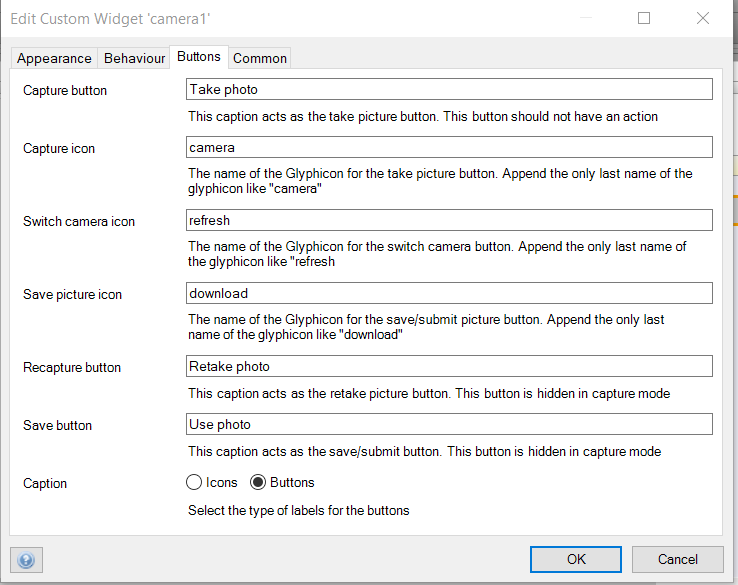 Edit Custom Widget 'camera1'
Appearance Behaviour Buttons Common
Capture button Take photo
This caption acts as the take picture button. This button should not have an action
Capture icon camera
The name of the Glyphicon for the take picture button. Append the only last name of the
glyphicon like "camera"
Switch camera icon refresh
The name of the Glyphicon for the switch camera button. Append the only last name of
the glyphicon like "refresh
Save picture icon download
The name of the Glyphicon for the save/submit picture button. Append the only last
name of the glyphicon like "download"
Recapture button Retake photo
This caption acts as the retake picture button. This button is hidden in capture mode
Save button Use photo
This caption acts as the save/submit button. This button is hidden in capture mode
Caption Icons Buttons
Select the type of labels for the buttons
? OK Cancel